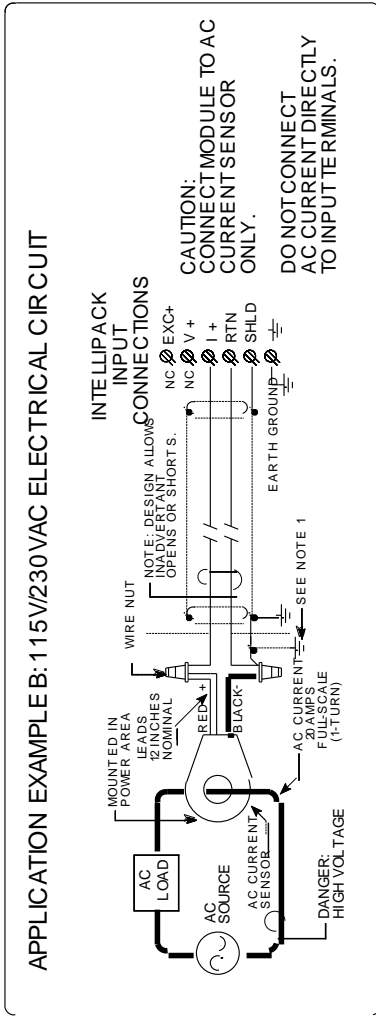 APPLICATION EXAMPLE B: 115V/230VAC ELECTRICAL CIRCUIT
INTELLIPACK
INPUT
CONNECTIONS
NC EXC+
NC V +
I +
RTN
SHLD
EARTH GROUND
CAUTION:
CONNECT MODULE TO AC
CURRENT SENSOR
ONLY.
DO NOT CONNECT
AC CURRENT DIRECTLY
TO INPUT TERMINALS.
NOTE: DESIGN ALLOWS
INADVERTANT
OPENS OR SHORTS.
WIRE NUT
MOUNTED IN
POWER AREA
LEADS
12 INCHES
NOMINAL
RED +
BLACK-
AC
LOAD
AC
SOURCE
AC CURRENT
SENSOR
AC CURRENT
20 AMPS
FULL-SCALE
(1-TURN)
SEE NOTE 1
DANGER:
HIGH VOLTAGE